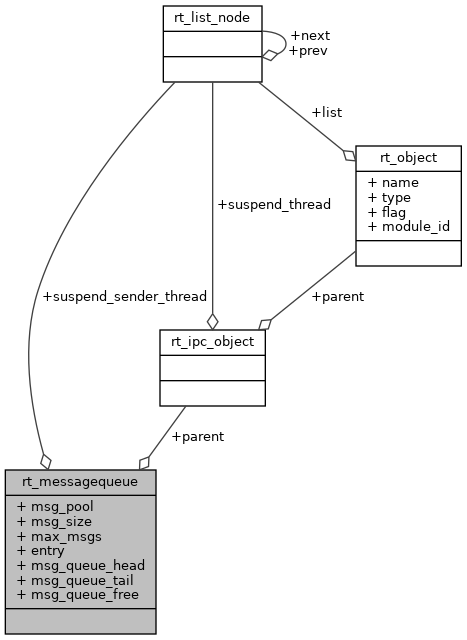 rt_list_node
+next
+prev
+list
rt_object
+ name
+ type
+ flag
+ module_id
+suspend_thread
+suspend_sender_thread
+parent
rt_ipc_object
+parent
rt_messagequeue
+ msg_pool
+ msg_size
+ max_msgs
+ entry
+ msg_queue_head
+ msg_queue_tail
+ msg_queue_free